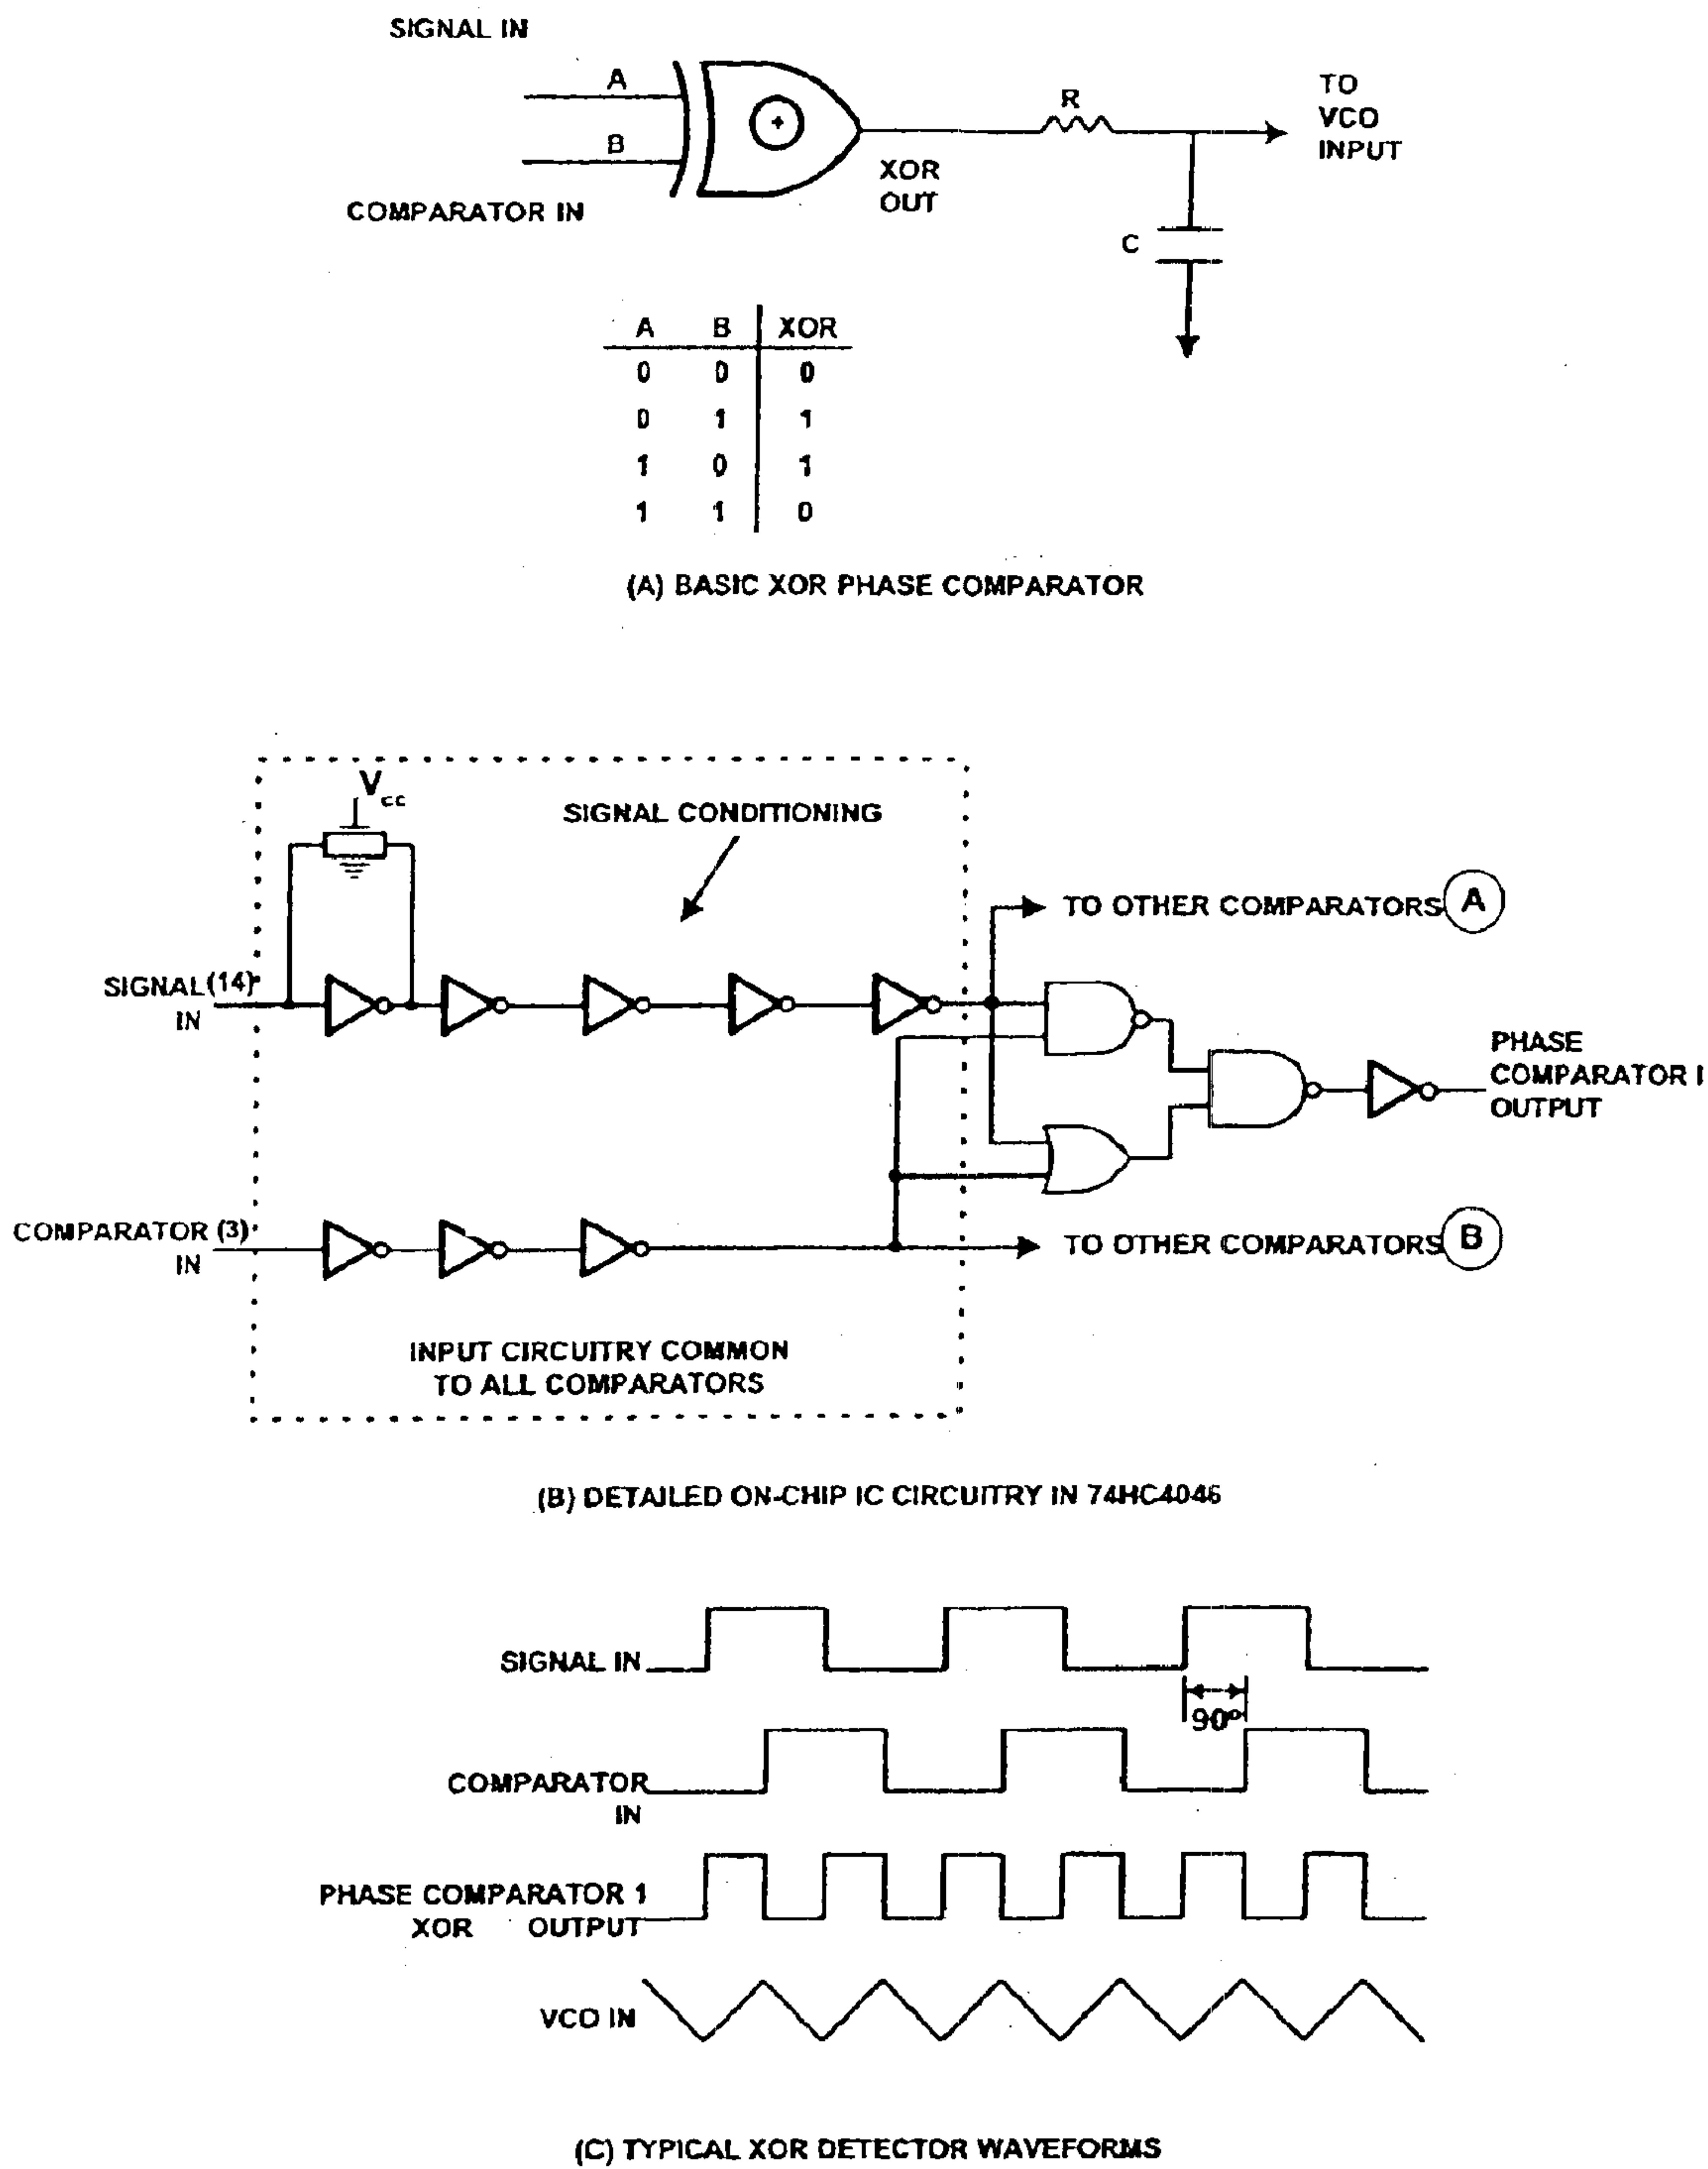 SIGNAL IN
A
B
COMPARATOR IN
XOR
OUT
R
C
TO
VCO
INPUT
A B XOR
0 0 0
0 1 1
1 0 1
1 1 0
(A) BASIC XOR PHASE COMPARATOR
Vcc
SIGNAL CONDITIONING
TO OTHER COMPARATORS A
SIGNAL (14)
IN
PHASE
COMPARATOR I
OUTPUT
COMPARATOR (3)
IN
TO OTHER COMPARATORS B
INPUT CIRCUITRY COMMON
TO ALL COMPARATORS
(B) DETAILED ON-CHIP IC CIRCUITRY IN 74HC4046
SIGNAL IN
90°
COMPARATOR
IN
PHASE COMPARATOR 1
XOR OUTPUT
VCO IN
(C) TYPICAL XOR DETECTOR WAVEFORMS